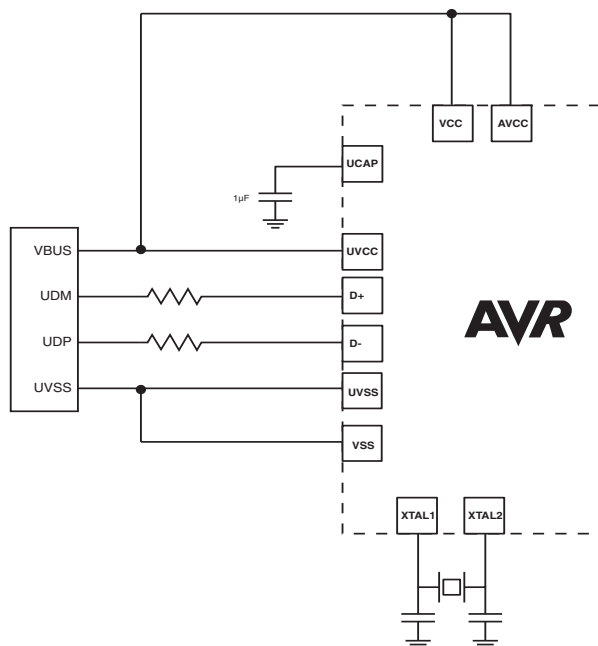 VCC
AVCC
UCAP
1µF
VBUS
UVCC
UDM
D+
AVR
UDP
D-
UVSS
UVSS
VSS
XTAL1
XTAL2